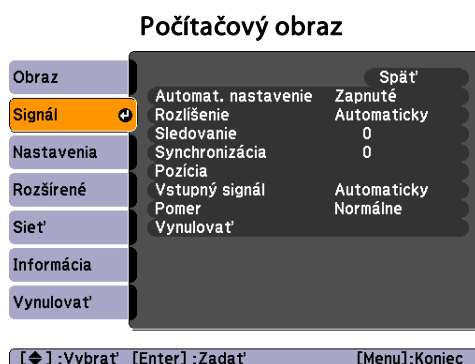 Počítačový obraz
Obraz
Signál
Nastavenia
Rozšírené
Sieť
Informácia
Vynulovať
Späť
Automat. nastavenie Zapnuté
Rozlíšenie Automaticky
Sledovanie 0
Synchronizácia 0
Pozícia
Vstupný signál Automaticky
Pomer Normálne
Vynulovať
[◆] :Vybrať [Enter] :Zadať [Menu]:Koniec